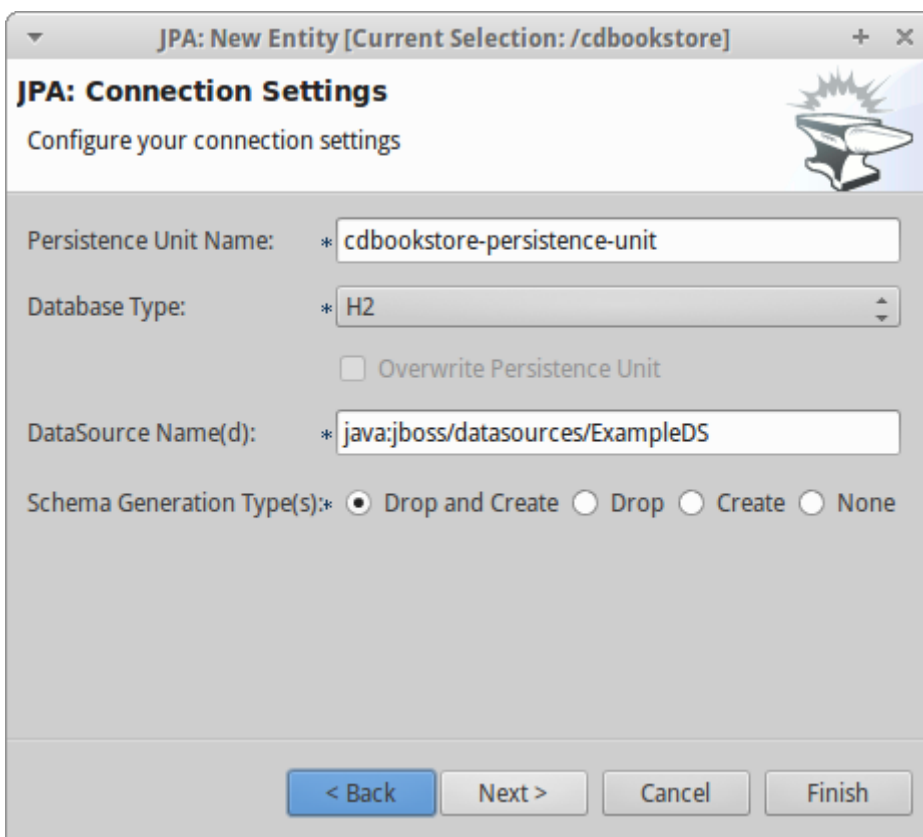 JPA: New Entity [Current Selection: /cdbookstore]
JPA: Connection Settings
Configure your connection settings
Persistence Unit Name: * cdbookstore-persistence-unit
Database Type: * H2
Overwrite Persistence Unit
DataSource Name(d): * java:jboss/datasources/ExampleDS
Schema Generation Type(s):* Drop and Create Drop Create None
< Back Next > Cancel Finish